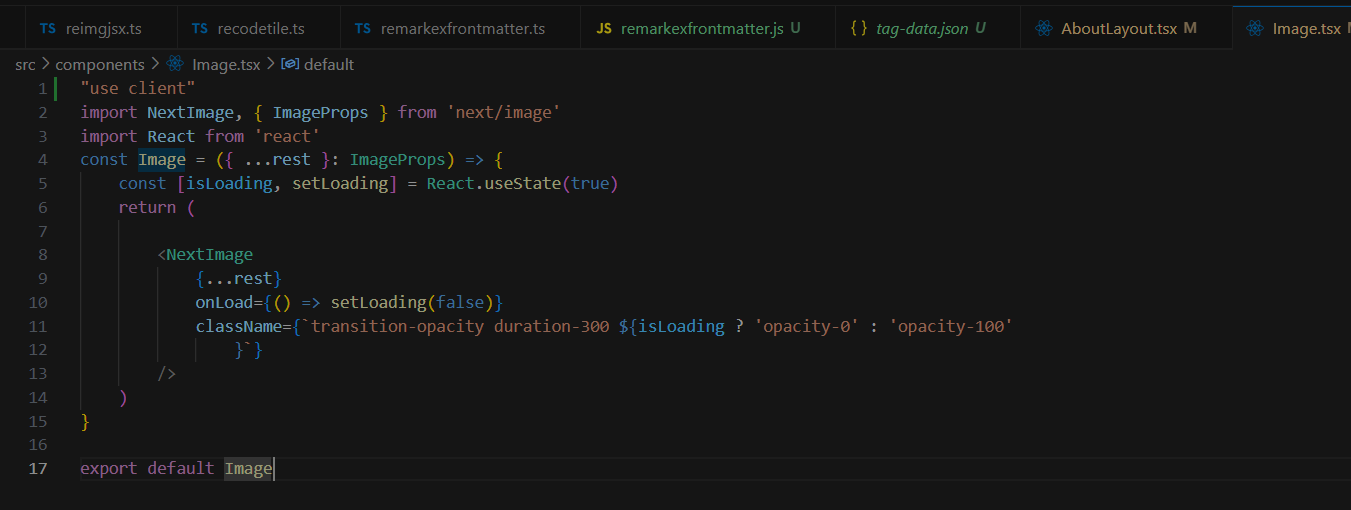 TS reimgjsx.ts TS recodetile.ts TS remarkexfrontmatter.ts JS remarkexfrontmatter.js U {} tag-data.json U AboutLayout.tsx M Image.tsx
src > components > Image.tsx > default
1 "use client"
2 import NextImage, { ImageProps } from 'next/image'
3 import React from 'react'
4 const Image = ({ ...rest }: ImageProps) => {
5 const [isLoading, setLoading] = React.useState(true)
6 return (
7
8 <NextImage
9 {...rest}
10 onLoad={() => setLoading(false)}
11 className={`transition-opacity duration-300 ${isLoading ? 'opacity-0' : 'opacity-100'
12 }`}
13 />
14 )
15 }
16
17 export default Image